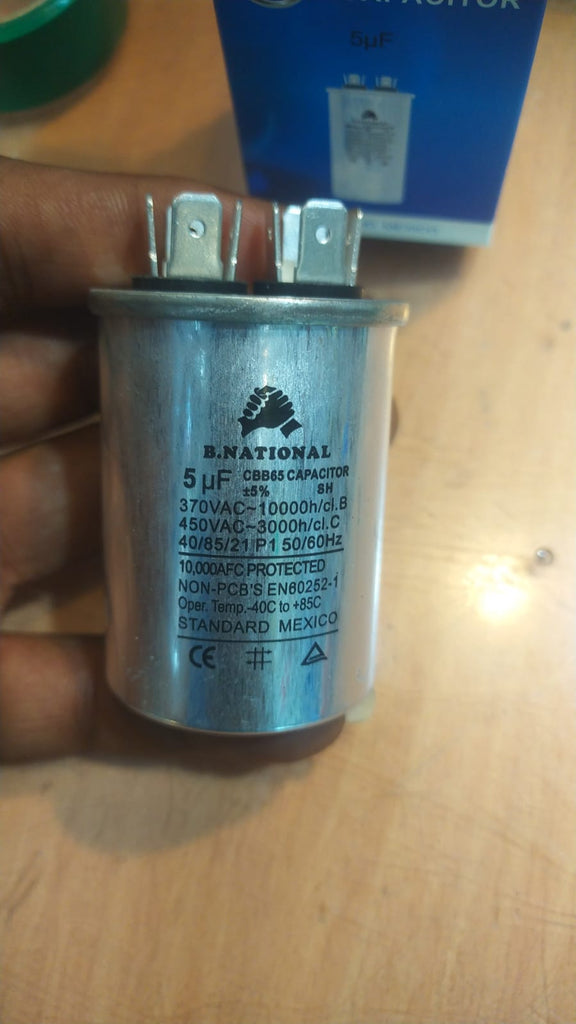 CAPACITOR
5µF
B.NATIONAL
5 µF CBB65 CAPACITOR
±5% SH
370VAC~10000h/cl.B
450VAC~3000h/cl.C
40/85/21 P1 50/60Hz
10,000AFC PROTECTED
NON-PCB'S EN60252-1
Oper. Temp.-40C to +85C
STANDARD MEXICO
CE